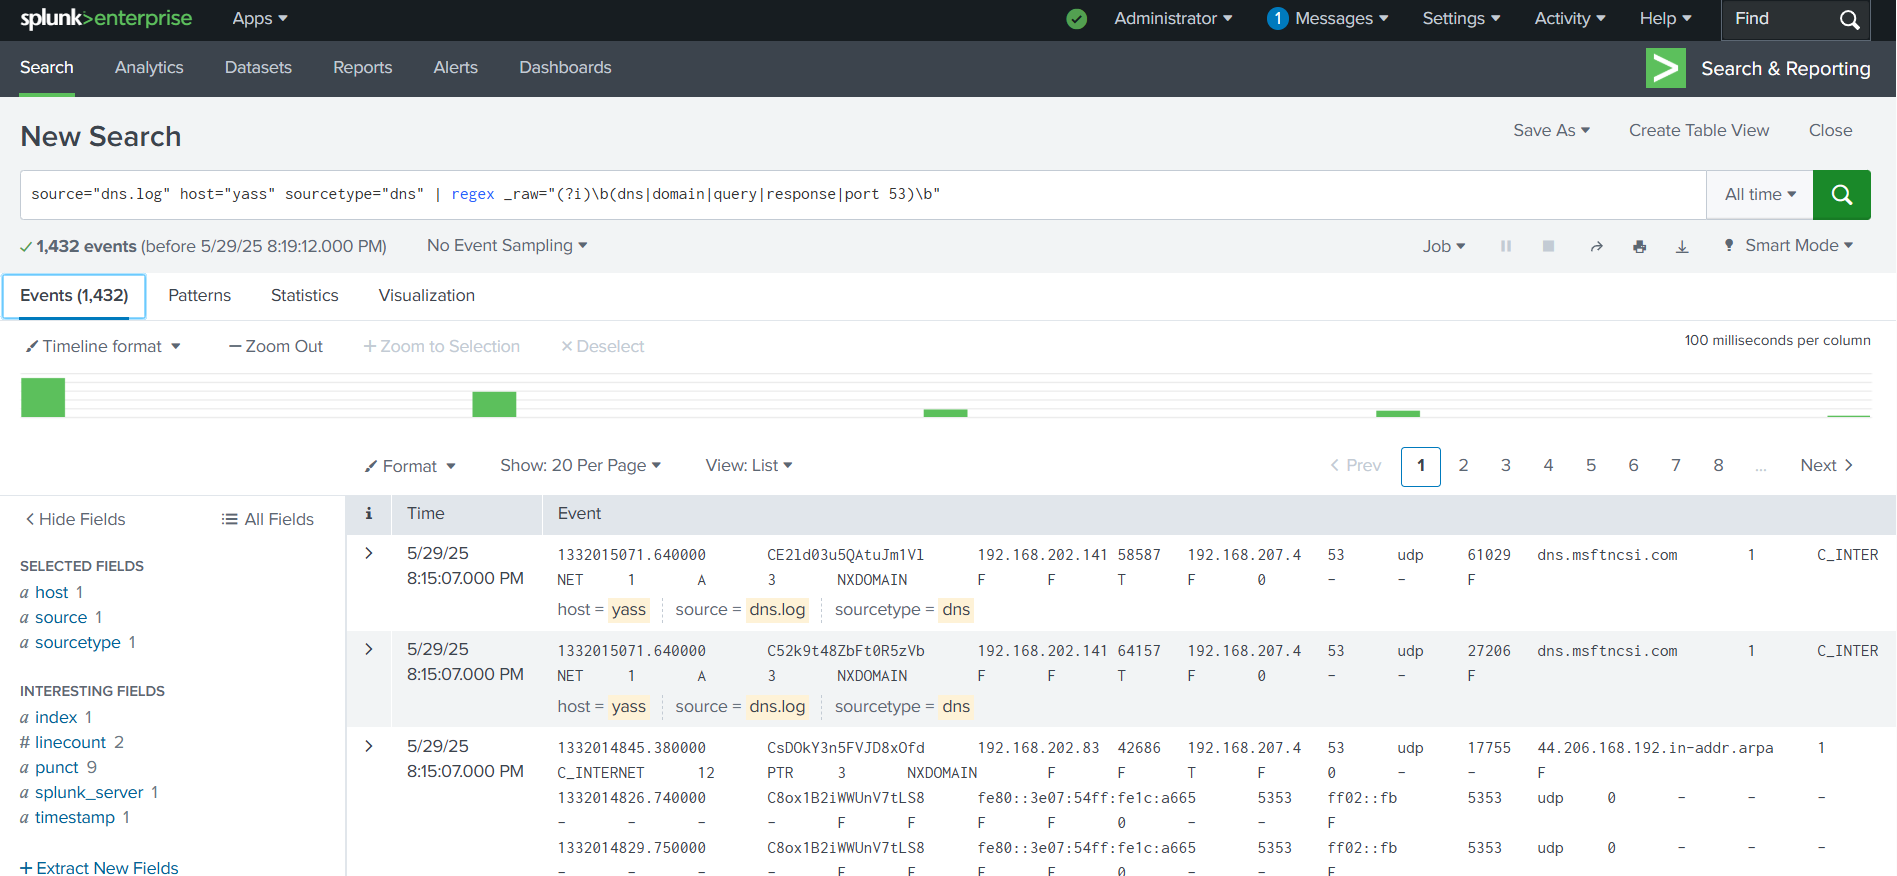 splunk>enterprise Apps Administrator 1 Messages Settings Activity Help Find
Search Analytics Datasets Reports Alerts Dashboards > Search & Reporting
New Search Save As Create Table View Close
source="dns.log" host="yass" sourcetype="dns" | regex _raw="(?i)\b(dns|domain|query|response|port 53)\b" All time
1,432 events (before 5/29/25 8:19:12.000 PM) No Event Sampling Job Smart Mode
Events (1,432) Patterns Statistics Visualization
Timeline format — Zoom Out + Zoom to Selection × Deselect 100 milliseconds per column
Format Show: 20 Per Page View: List < Prev 1 2 3 4 5 6 7 8 ... Next >
< Hide Fields All Fields
SELECTED FIELDS
a host 1
a source 1
a sourcetype 1
INTERESTING FIELDS
a index 1
# linecount 2
a punct 9
a splunk_server 1
a timestamp 1
+ Extract New Fields
i Time Event
> 5/29/25 1332015071.640000 CE2ld03u5QAtuJm1Vl 192.168.202.141 58587 192.168.207.4 53 udp 61029 dns.msftncsi.com 1 C_INTER
8:15:07.000 PM NET 1 A 3 NXDOMAIN F F T F 0 - - F
host = yass source = dns.log sourcetype = dns
> 5/29/25 1332015071.640000 C52k9t48ZbFt0R5zVb 192.168.202.141 64157 192.168.207.4 53 udp 27206 dns.msftncsi.com 1 C_INTER
8:15:07.000 PM NET 1 A 3 NXDOMAIN F F T F 0 - - F
host = yass source = dns.log sourcetype = dns
> 5/29/25 1332014845.380000 CsDOkY3n5FVJD8xOfd 192.168.202.83 42686 192.168.207.4 53 udp 17755 44.206.168.192.in-addr.arpa 1
8:15:07.000 PM C_INTERNET 12 PTR 3 NXDOMAIN F F T F 0 - - F
1332014826.740000 C8ox1B2iWWUnV7tLS8 fe80::3e07:54ff:fe1c:a665 5353 ff02::fb 5353 udp 0 - - -
- - - - F F F F 0 - - F
1332014829.750000 C8ox1B2iWWUnV7tLS8 fe80::3e07:54ff:fe1c:a665 5353 ff02::fb 5353 udp 0 - - -
- - - - F F F F 0 - - F